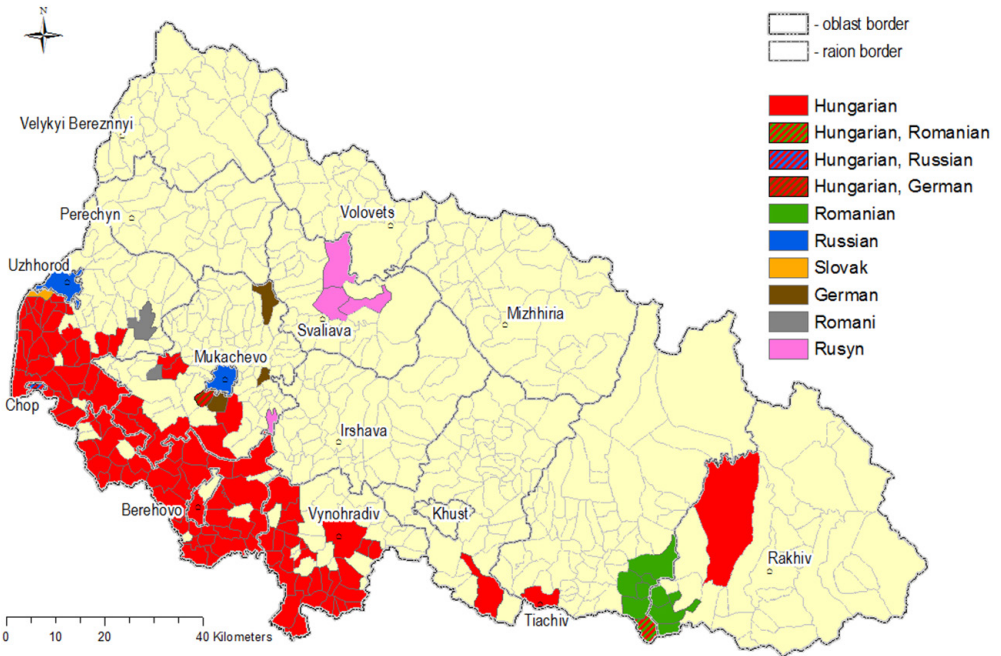 N
- oblast border
- raion border
Hungarian
Hungarian, Romanian
Hungarian, Russian
Hungarian, German
Romanian
Russian
Slovak
German
Romani
Rusyn
Velykyi Bereznnyi
Perechyn
Volovets
Uzhhorod
Svaliava
Mizhhiria
Mukachevo
Chop
Irshava
Berehovo
Vynohradiv
Khust
Rakhiv
Tiachiv
0 10 20 40 Kilometers